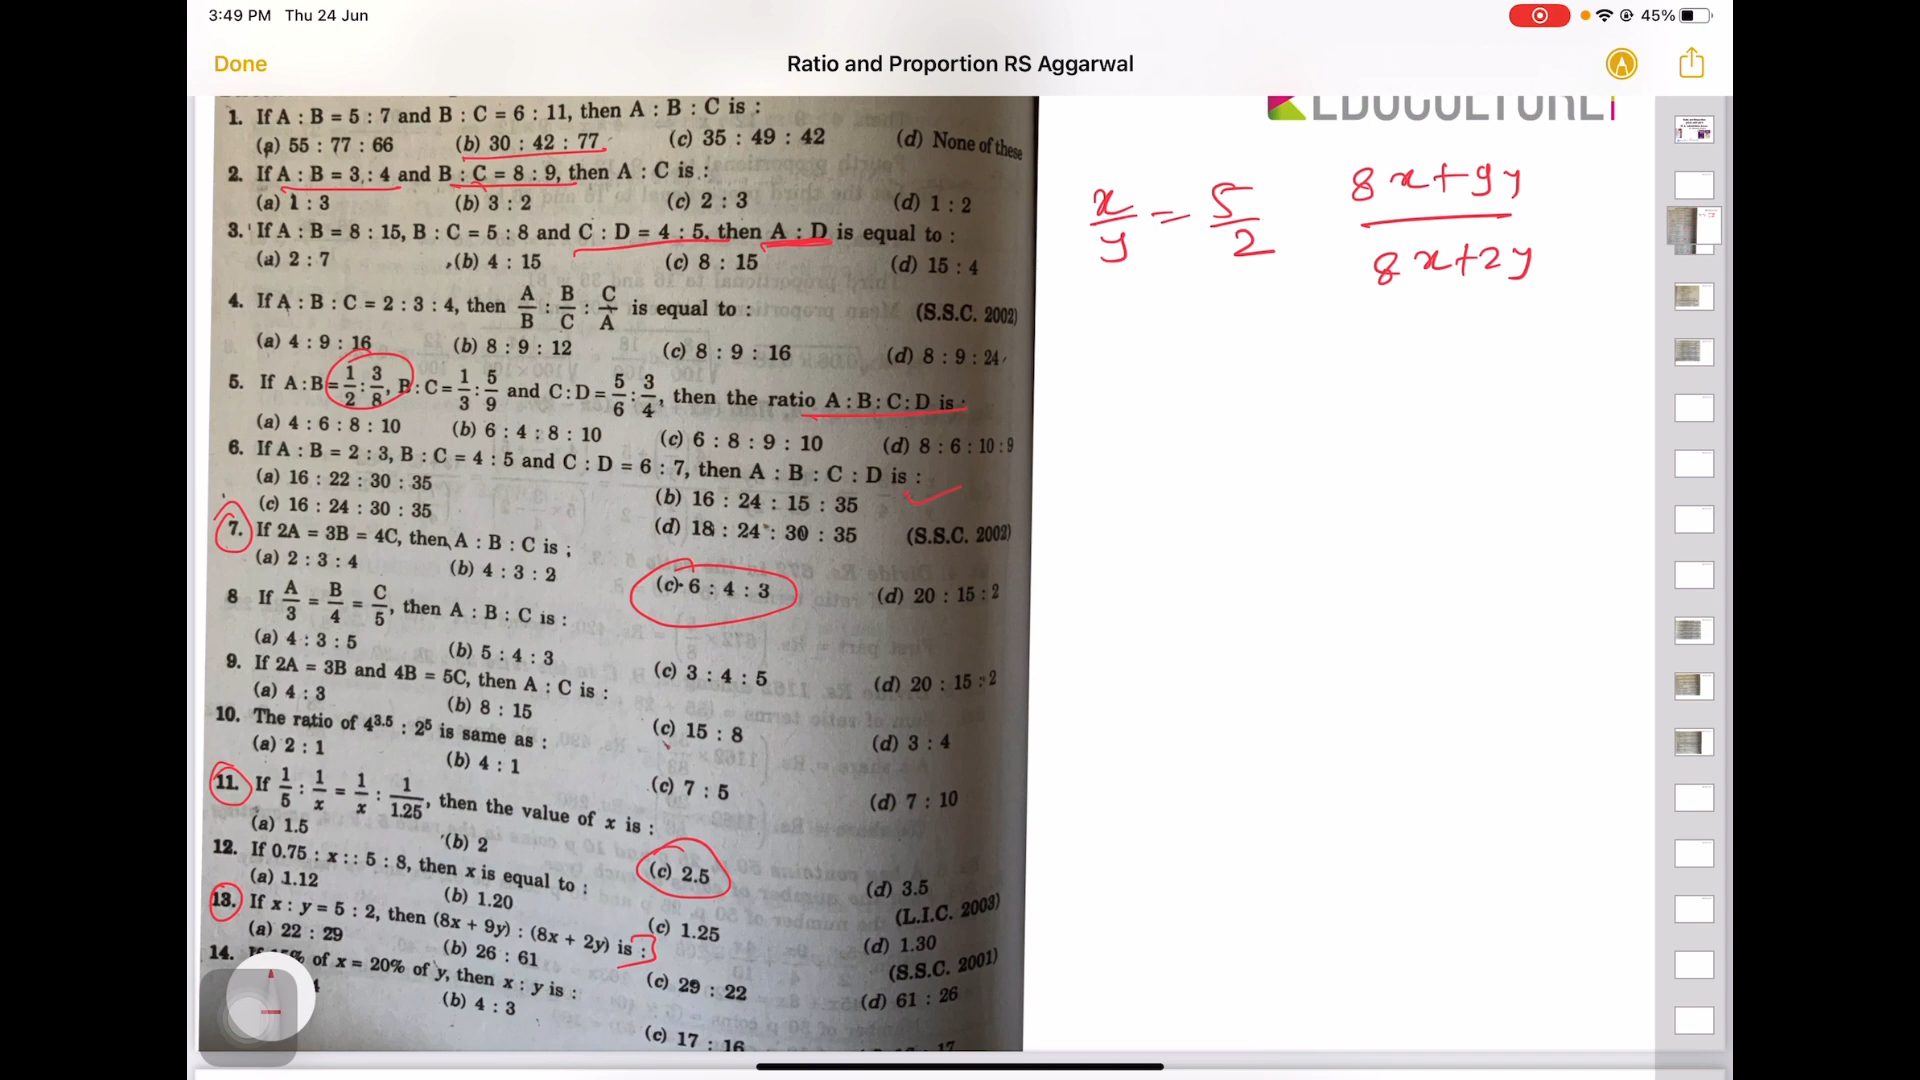 3:49 PM Thu 24 Jun
45%
Done
Ratio and Proportion RS Aggarwal
1. If A : B = 5 : 7 and B : C = 6 : 11, then A : B : C is :
(a) 55 : 77 : 66 (b) 30 : 42 : 77 (c) 35 : 49 : 42 (d) None of these
2. If A : B = 3 : 4 and B : C = 8 : 9, then A : C is :
(a) 1 : 3 (b) 3 : 2 (c) 2 : 3 (d) 1 : 2
3. If A : B = 8 : 15, B : C = 5 : 8 and C : D = 4 : 5, then A : D is equal to :
(a) 2 : 7 (b) 4 : 15 (c) 8 : 15 (d) 15 : 4
4. If A : B : C = 2 : 3 : 4, then A/B : B/C : C/A is equal to : (S.S.C. 2002)
(a) 4 : 9 : 16 (b) 8 : 9 : 12 (c) 8 : 9 : 16 (d) 8 : 9 : 24
5. If A : B = 1/2 : 3/8, B : C = 1/3 : 5/9 and C : D = 5/6 : 3/4, then the ratio A : B : C : D is :
(a) 4 : 6 : 8 : 10 (b) 6 : 4 : 8 : 10 (c) 6 : 8 : 9 : 10 (d) 8 : 6 : 10 : 9
6. If A : B = 2 : 3, B : C = 4 : 5 and C : D = 6 : 7, then A : B : C : D is :
(a) 16 : 22 : 30 : 35 (b) 16 : 24 : 15 : 35
(c) 16 : 24 : 30 : 35 (d) 18 : 24 : 30 : 35 (S.S.C. 2002)
7. If 2A = 3B = 4C, then A : B : C is ;
(a) 2 : 3 : 4 (b) 4 : 3 : 2 (c) 6 : 4 : 3 (d) 20 : 15 : 2
8 If A/3 = B/4 = C/5, then A : B : C is :
(a) 4 : 3 : 5 (b) 5 : 4 : 3 (c) 3 : 4 : 5 (d) 20 : 15 : 2
9. If 2A = 3B and 4B = 5C, then A : C is :
(a) 4 : 3 (b) 8 : 15 (c) 15 : 8 (d) 3 : 4
10. The ratio of 4^3.5 : 2^5 is same as :
(a) 2 : 1 (b) 4 : 1 (c) 7 : 5 (d) 7 : 10
11. If 1/5 : 1/x = 1/x : 1/1.25, then the value of x is :
(a) 1.5 (b) 2 (c) 2.5 (d) 3.5
12. If 0.75 : x :: 5 : 8, then x is equal to : (L.I.C. 2003)
(a) 1.12 (b) 1.20 (c) 1.25 (d) 1.30
13. If x : y = 5 : 2, then (8x + 9y) : (8x + 2y) is : (S.S.C. 2001)
(a) 22 : 29 (b) 26 : 61 (c) 29 : 22 (d) 61 : 26
14. of x = 20% of y, then x : y is :
(b) 4 : 3 (c) 17 : 16
EDUCULTURE
x/y = 5/2
8x+9y
8x+2y